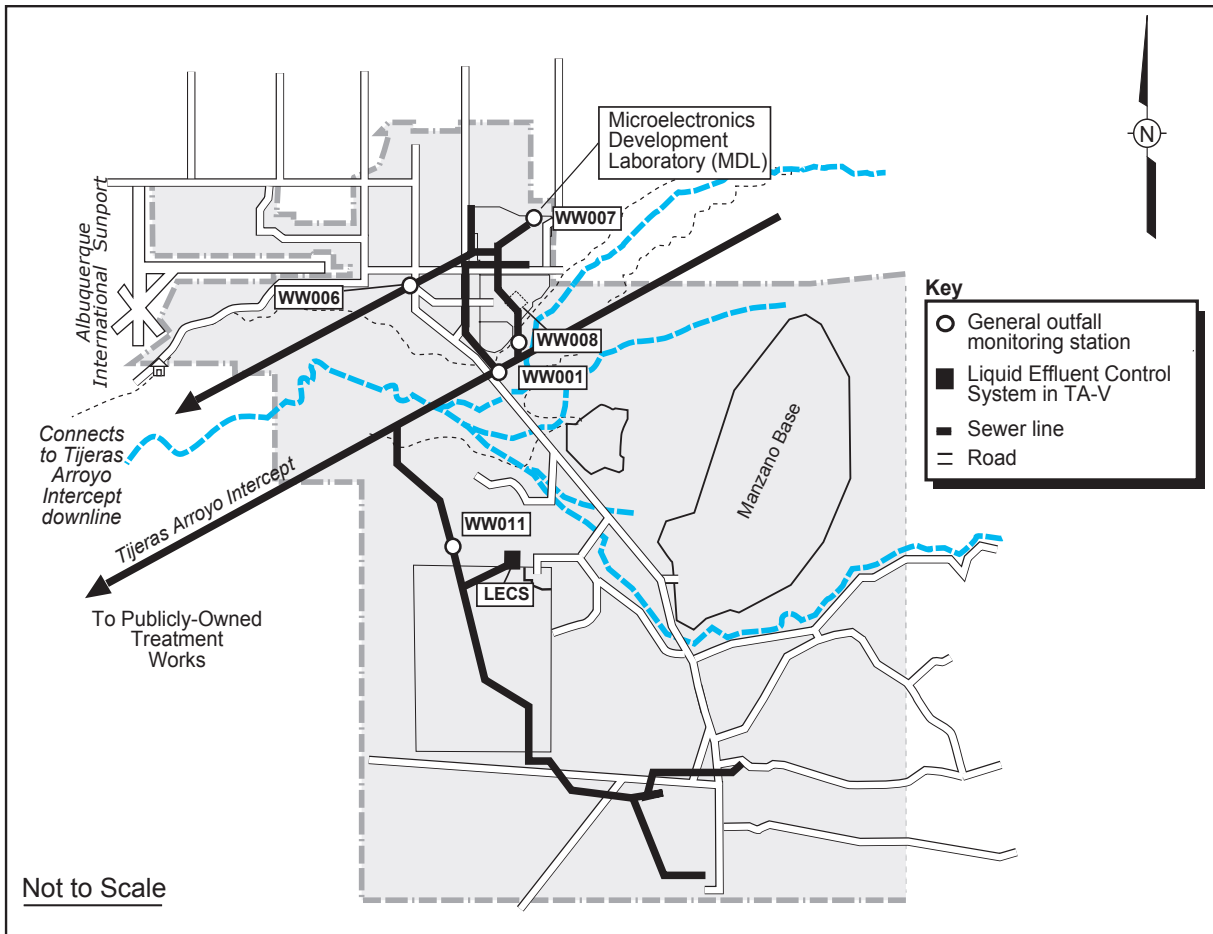 Microelectronics
Development
Laboratory (MDL)
N
Albuquerque
International Sunport
WW007
WW006
WW008
WW001
Key
General outfall
monitoring station
Liquid Effluent Control
System in TA-V
Sewer line
Road
Manzano Base
Connects
to Tijeras
Arroyo
Intercept
downline
Tijeras Arroyo Intercept
WW011
LECS
To Publicly-Owned
Treatment
Works
Not to Scale